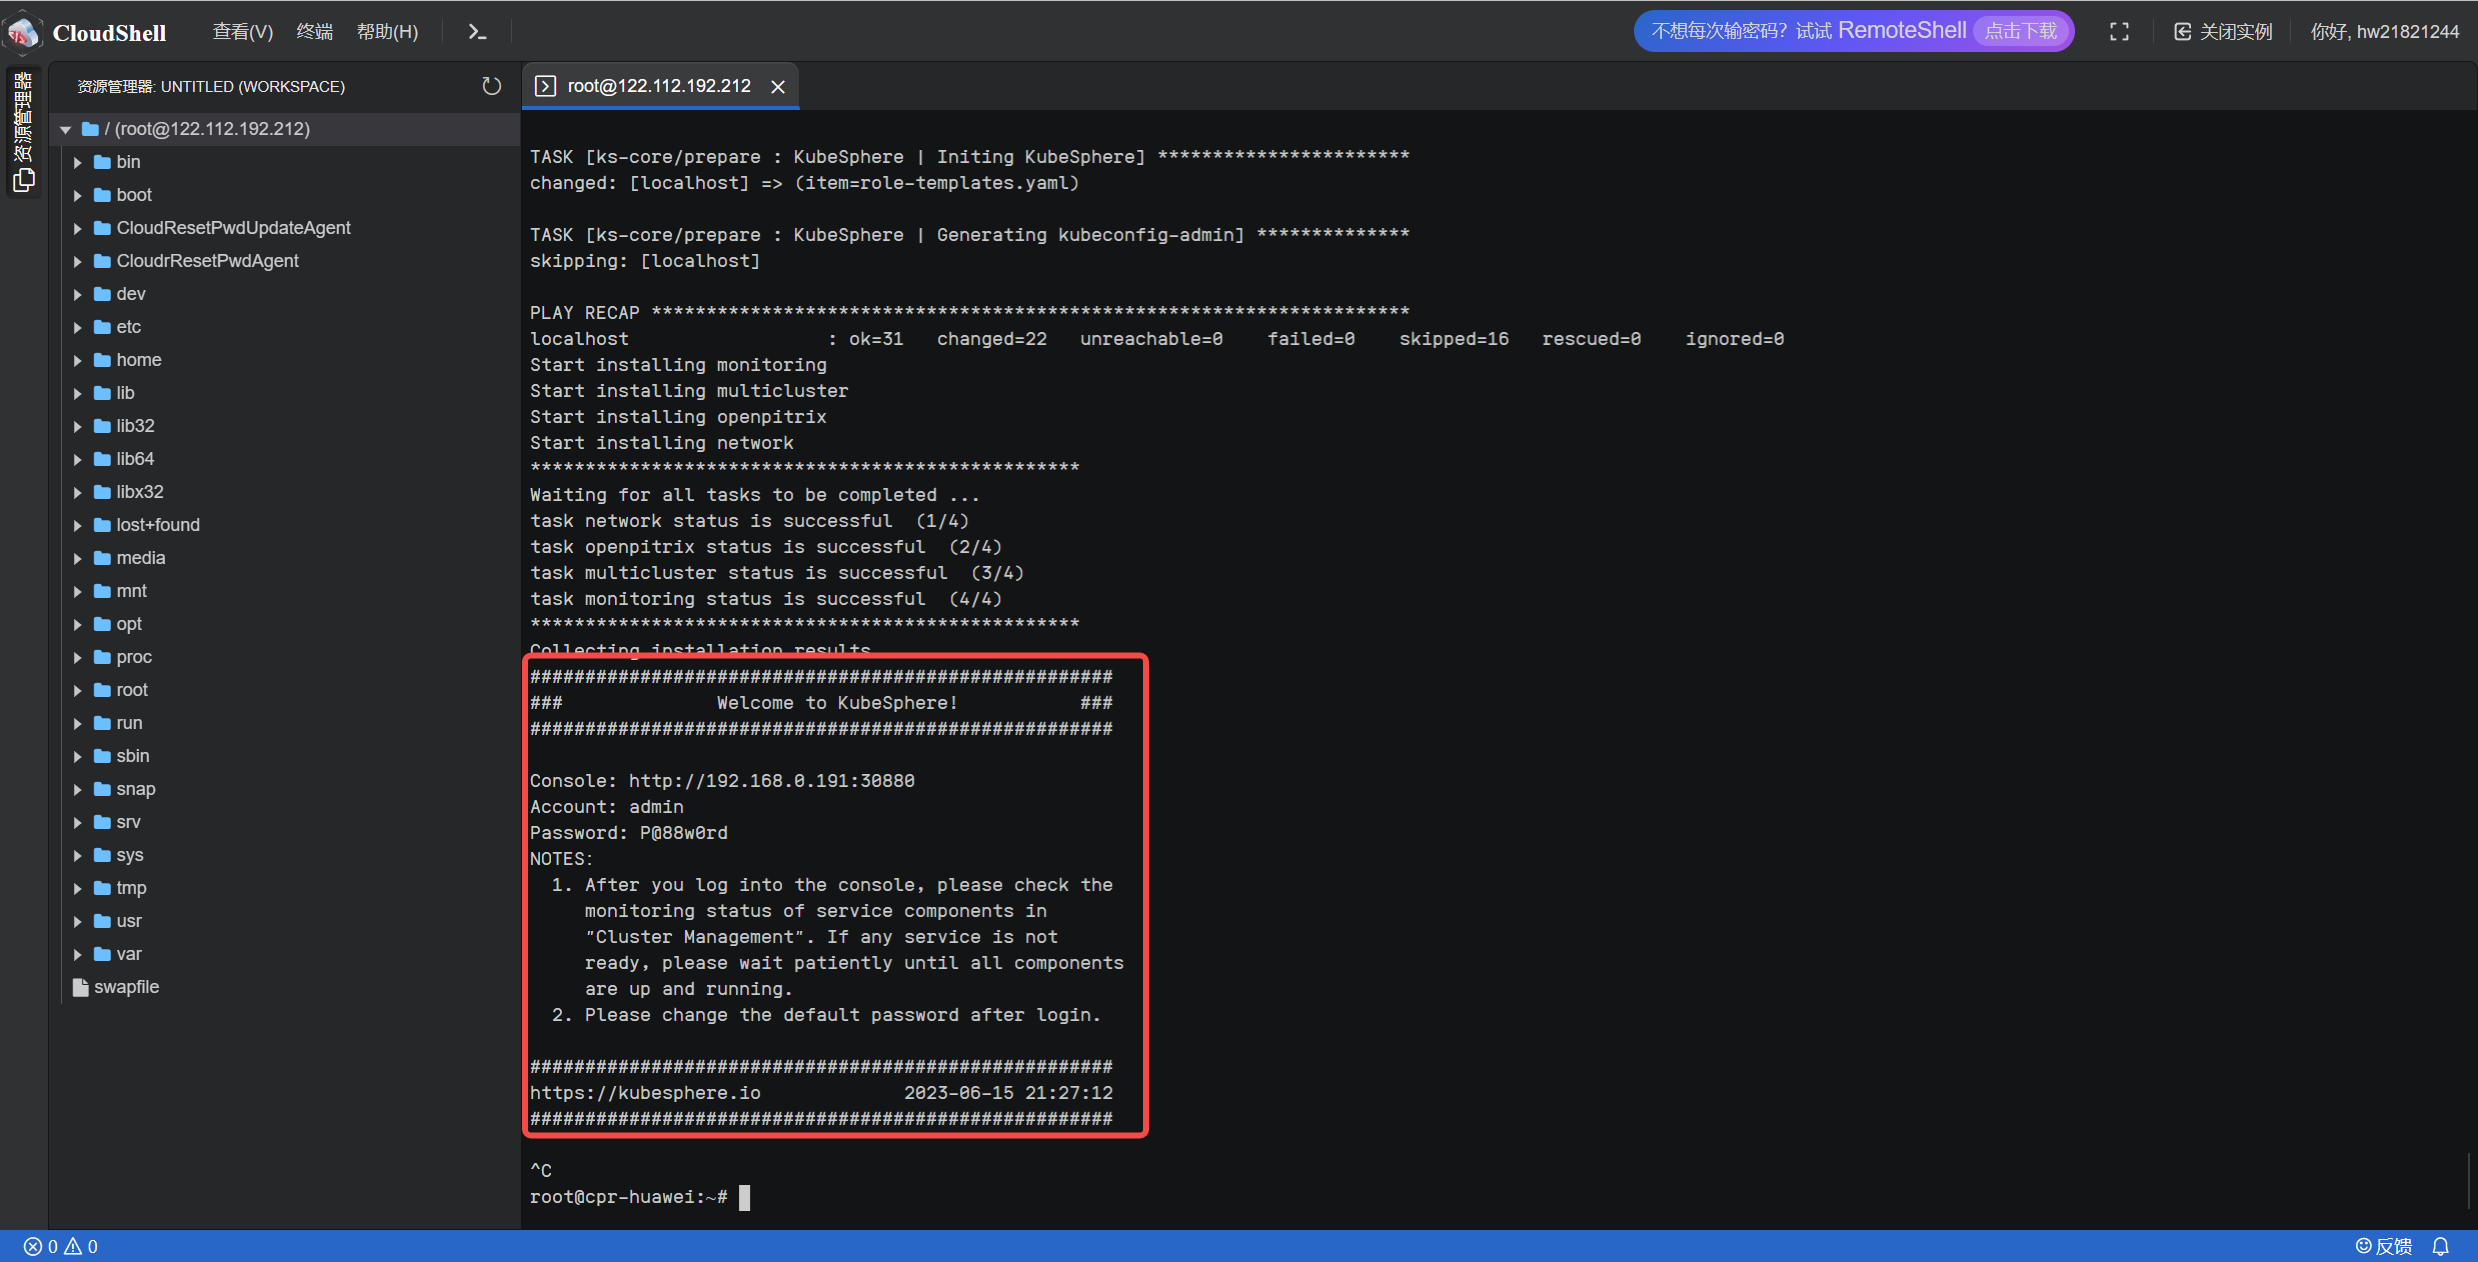 CloudShell
查看(V) 终端 帮助(H)
不想每次输密码? 试试 RemoteShell 点击下载
关闭实例
你好, hw21821244
资源管理器
资源管理器: UNTITLED (WORKSPACE)
/ (root@122.112.192.212)
bin
boot
CloudResetPwdUpdateAgent
CloudrResetPwdAgent
dev
etc
home
lib
lib32
lib64
libx32
lost+found
media
mnt
opt
proc
root
run
sbin
snap
srv
sys
tmp
usr
var
swapfile
root@122.112.192.212
TASK [ks-core/prepare : KubeSphere | Initing KubeSphere] ***********************
changed: [localhost] => (item=role-templates.yaml)
TASK [ks-core/prepare : KubeSphere | Generating kubeconfig-admin] **************
skipping: [localhost]
PLAY RECAP *********************************************************************
localhost : ok=31 changed=22 unreachable=0 failed=0 skipped=16 rescued=0 ignored=0
Start installing monitoring
Start installing multicluster
Start installing openpitrix
Start installing network
**************************************************
Waiting for all tasks to be completed ...
task network status is successful (1/4)
task openpitrix status is successful (2/4)
task multicluster status is successful (3/4)
task monitoring status is successful (4/4)
**************************************************
Collecting installation results
#####################################################
### Welcome to KubeSphere! ###
#####################################################
Console: http://192.168.0.191:30880
Account: admin
Password: P@88w0rd
NOTES:
1. After you log into the console, please check the
monitoring status of service components in
"Cluster Management". If any service is not
ready, please wait patiently until all components
are up and running.
2. Please change the default password after login.
#####################################################
https://kubesphere.io 2023-06-15 21:27:12
#####################################################
^C
root@cpr-huawei:~#
0 0
反馈